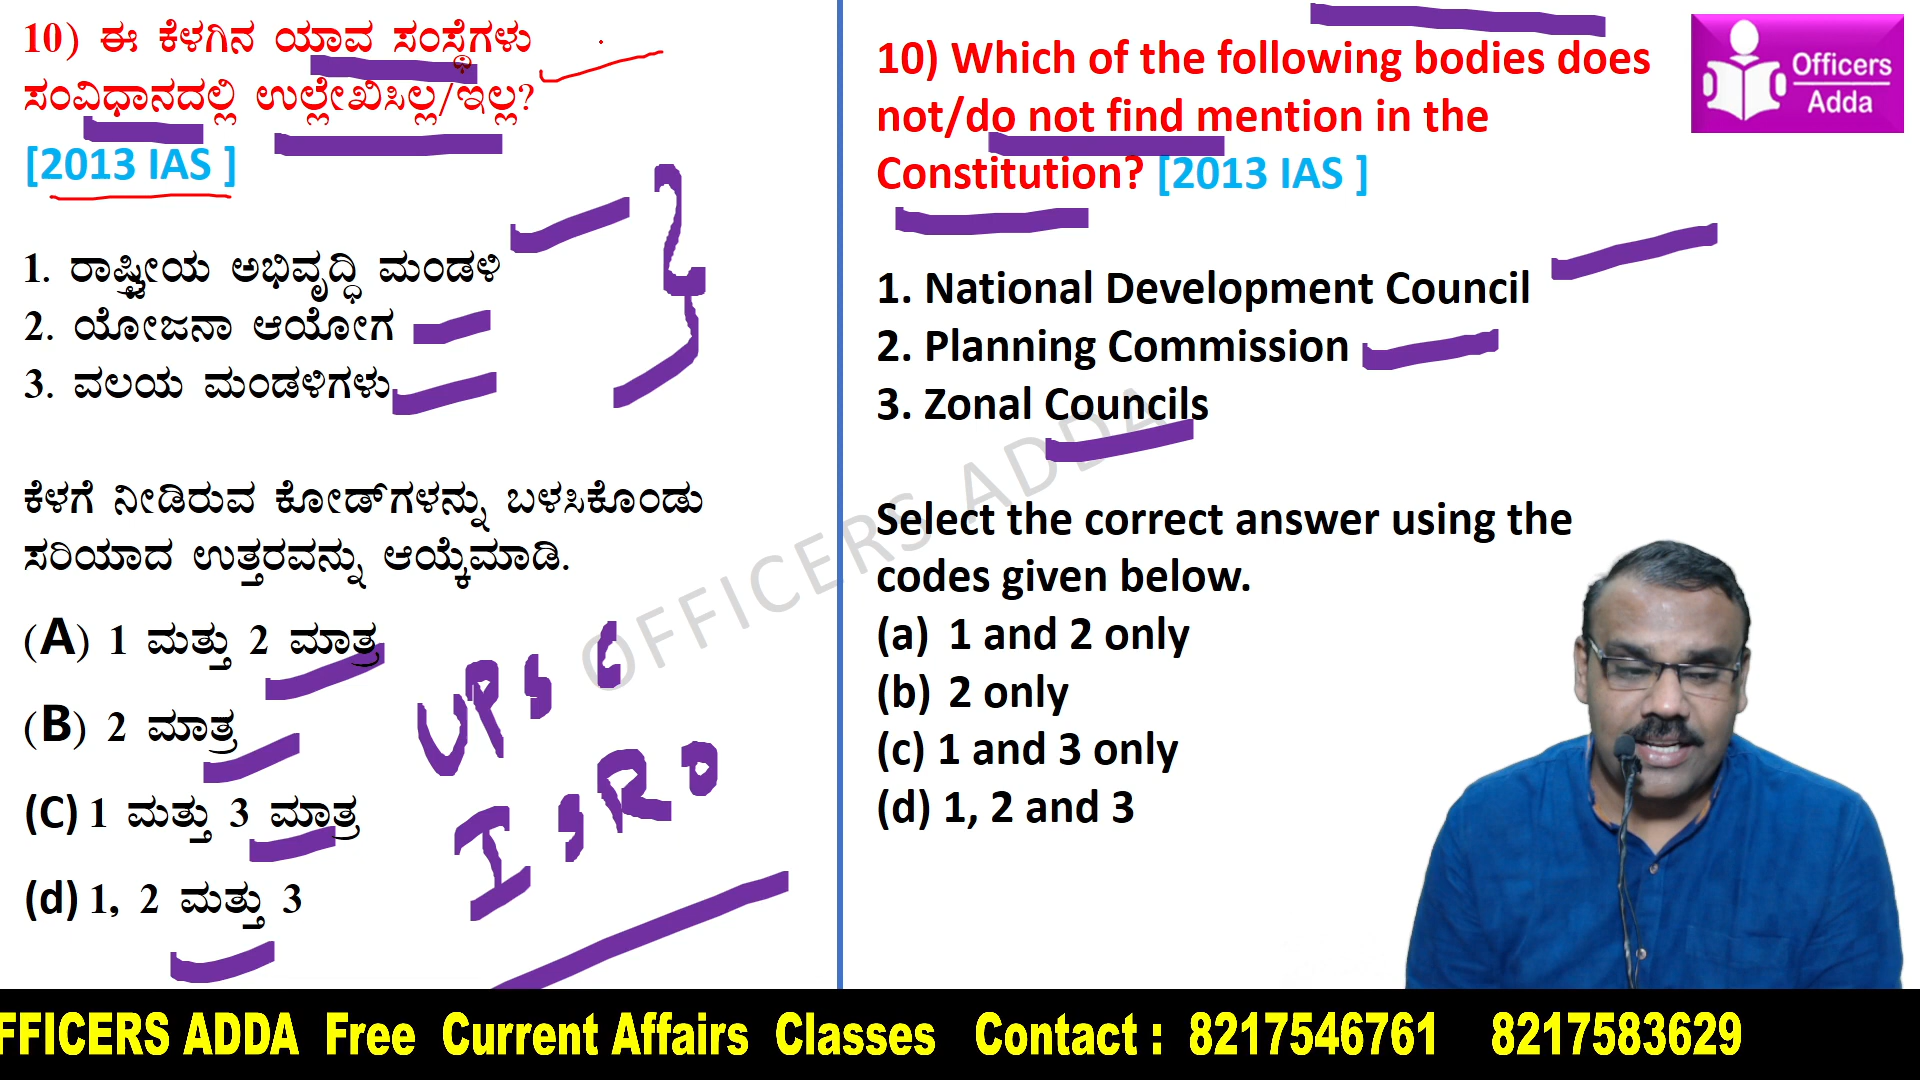 10) ಈ ಕೆಳಗಿನ ಯಾವ ಸಂಸ್ಥೆಗಳು
ಸಂವಿಧಾನದಲ್ಲಿ ಉಲ್ಲೇಖಿಸಿಲ್ಲ/ಇಲ್ಲ?
[2013 IAS ]
1. ರಾಷ್ಟ್ರೀಯ ಅಭಿವೃದ್ಧಿ ಮಂಡಳಿ
2. ಯೋಜನಾ ಆಯೋಗ
3. ವಲಯ ಮಂಡಳಿಗಳು
ಕೆಳಗೆ ನೀಡಿರುವ ಕೋಡ್‌ಗಳನ್ನು ಬಳಸಿಕೊಂಡು
ಸರಿಯಾದ ಉತ್ತರವನ್ನು ಆಯ್ಕೆಮಾಡಿ.
(A) 1 ಮತ್ತು 2 ಮಾತ್ರ
(B) 2 ಮಾತ್ರ
(C) 1 ಮತ್ತು 3 ಮಾತ್ರ
(d) 1, 2 ಮತ್ತು 3
UPSC
ISRO
10) Which of the following bodies does
not/do not find mention in the
Constitution? [2013 IAS ]
1. National Development Council
2. Planning Commission
3. Zonal Councils
Select the correct answer using the
codes given below.
(a) 1 and 2 only
(b) 2 only
(c) 1 and 3 only
(d) 1, 2 and 3
Officers
Adda
OFFICERS ADDA
FFICERS ADDA Free Current Affairs Classes Contact : 8217546761 8217583629